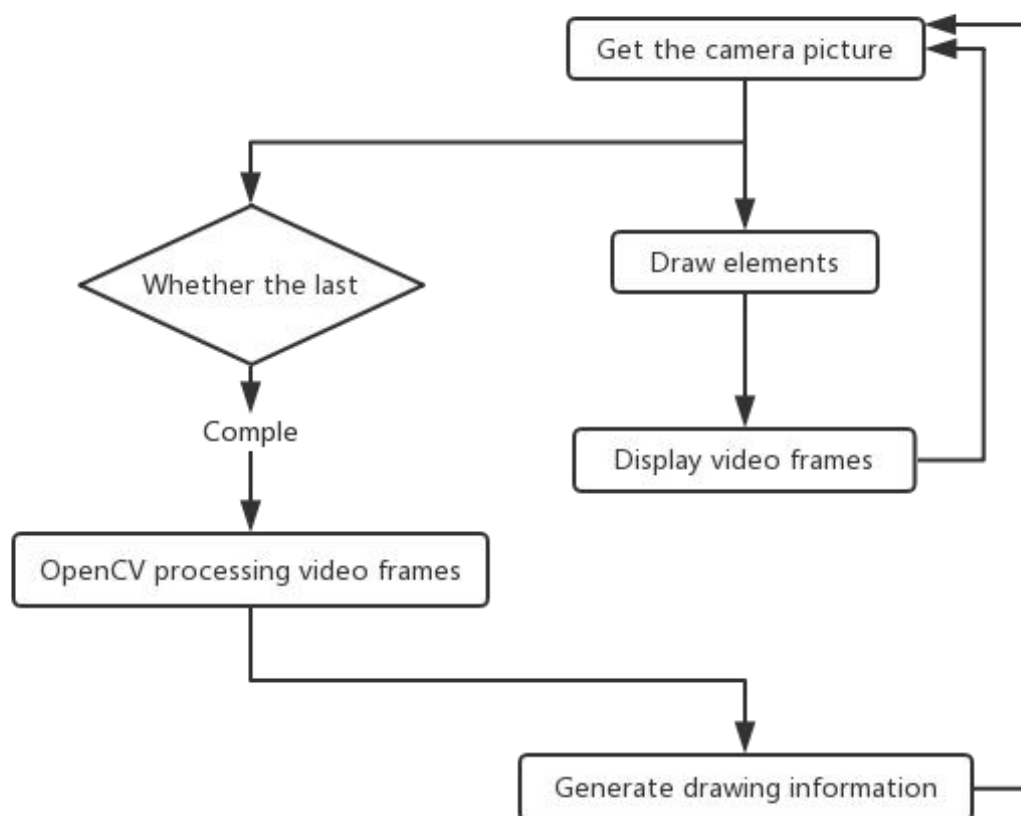 Get the camera picture
Whether the last
Draw elements
Comple
Display video frames
OpenCV processing video frames
Generate drawing information